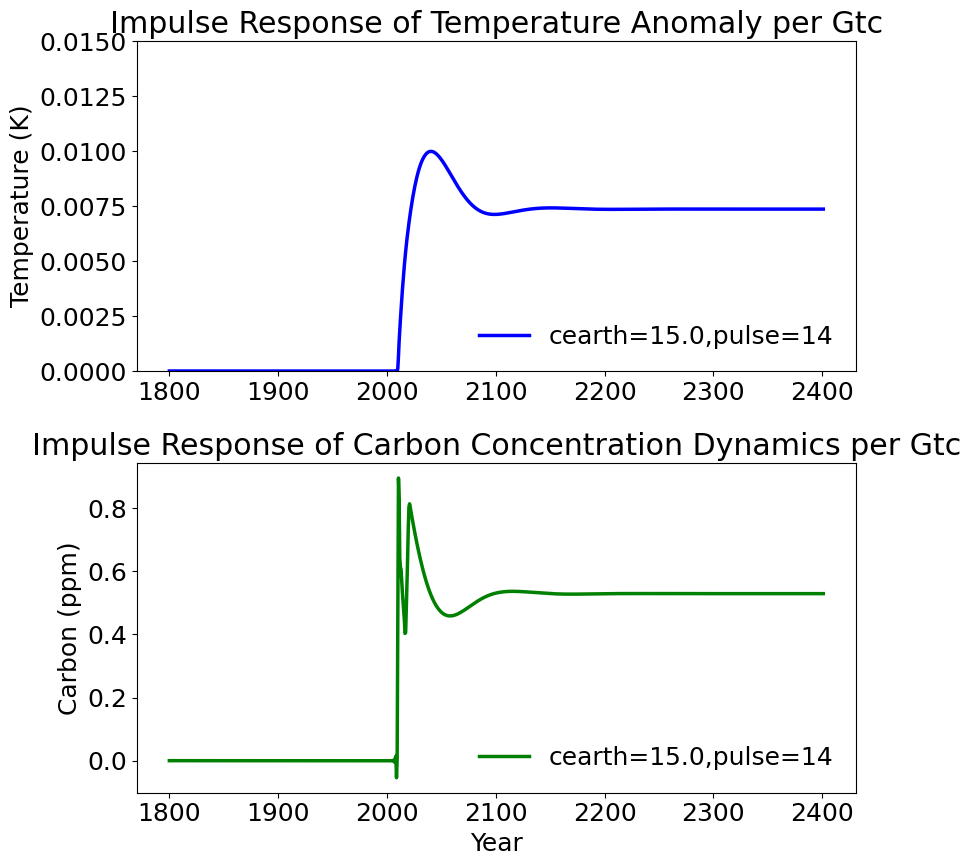 Impulse Response of Temperature Anomaly per Gtc
0.0150
0.0125
0.0100
0.0075
0.0050
0.0025
0.0000
Temperature (K)
cearth=15.0,pulse=14
1800 1900 2000 2100 2200 2300 2400
Impulse Response of Carbon Concentration Dynamics per Gtc
0.8
0.6
0.4
0.2
0.0
Carbon (ppm)
cearth=15.0,pulse=14
1800 1900 2000 2100 2200 2300 2400
Year